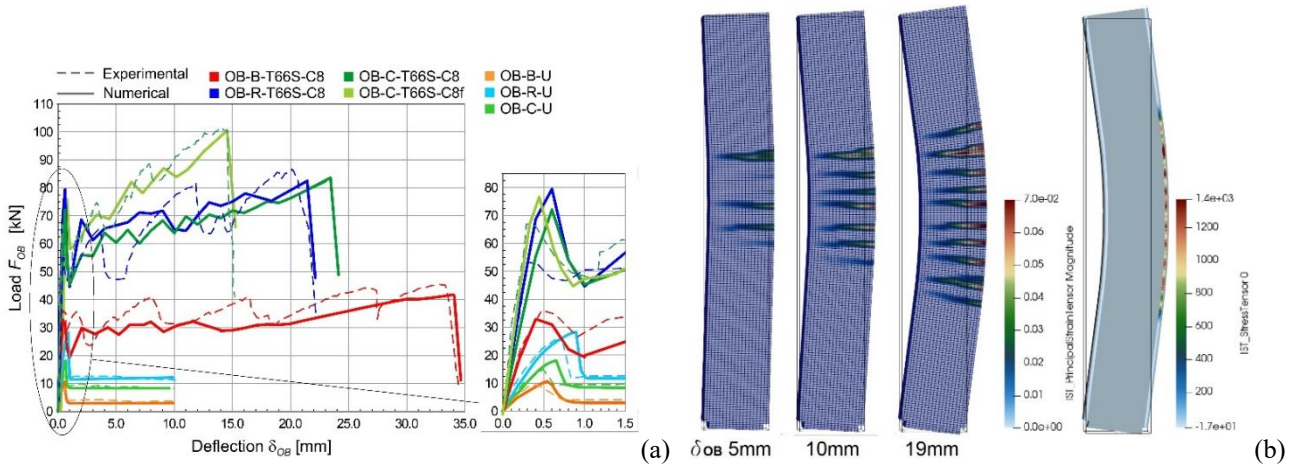 Experimental
Numerical
OB-B-T66S-C8
OB-R-T66S-C8
OB-C-T66S-C8
OB-C-T66S-C8f
OB-B-U
OB-R-U
OB-C-U
Load F_OB [kN]
110
100
90
80
70
60
50
40
30
20
10
0
0.0 5.0 10.0 15.0 20.0 25.0 30.0 35.0
Deflection δ_OB [mm]
90
80
70
60
50
40
30
20
10
0
0.0 0.5 1.0 1.5
(a)
δ_OB 5mm 10mm 19mm
7.0e-02
0.06
0.05
0.04
0.03
0.02
0.01
0.0e+00
IST_PrincipalStrainTensor Magnitude
1.4e+03
1200
1000
800
600
400
200
-1.7e+01
IST_StressTensor 0
(b)